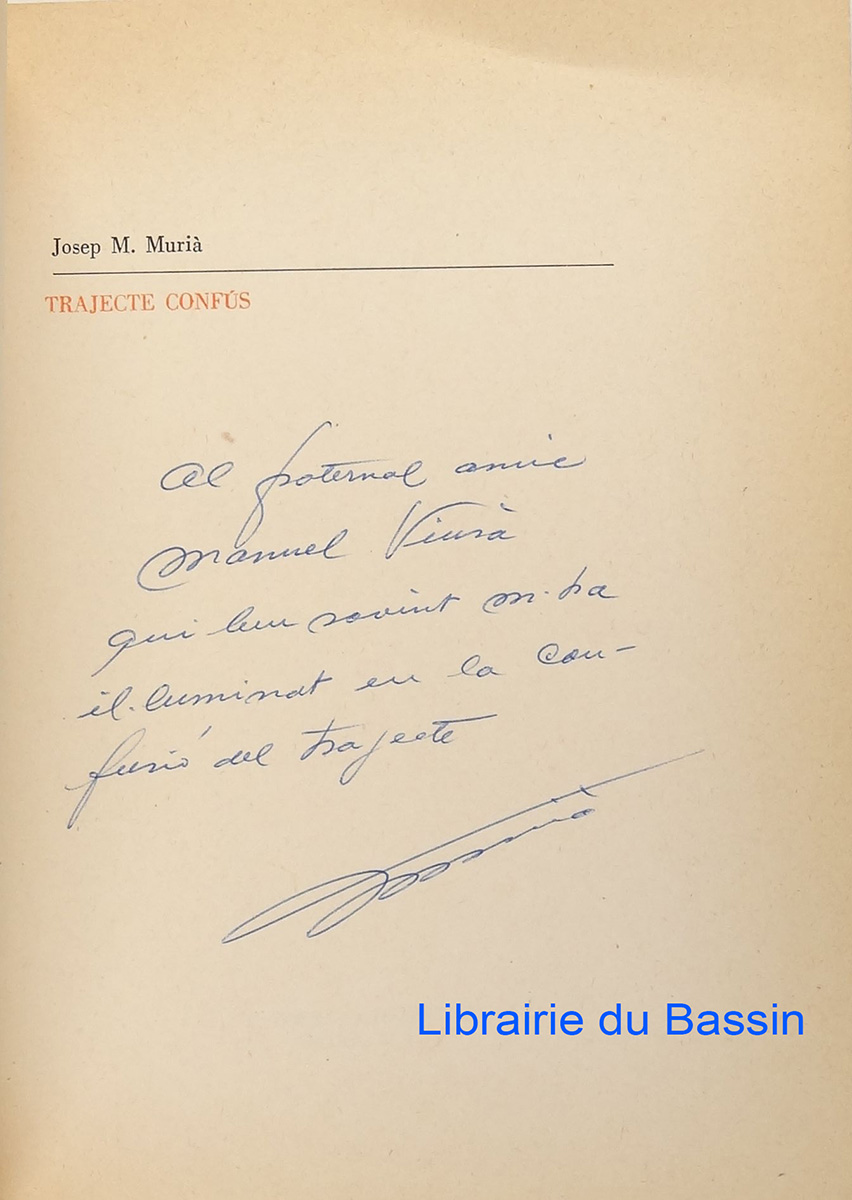 Josep M. Murià
TRAJECTE CONFÚS
Al fraternal amic
Manuel Viusà
qui ben sovint m·ha
il·luminat en la con-
fusió del trajecte
Librairie du Bassin